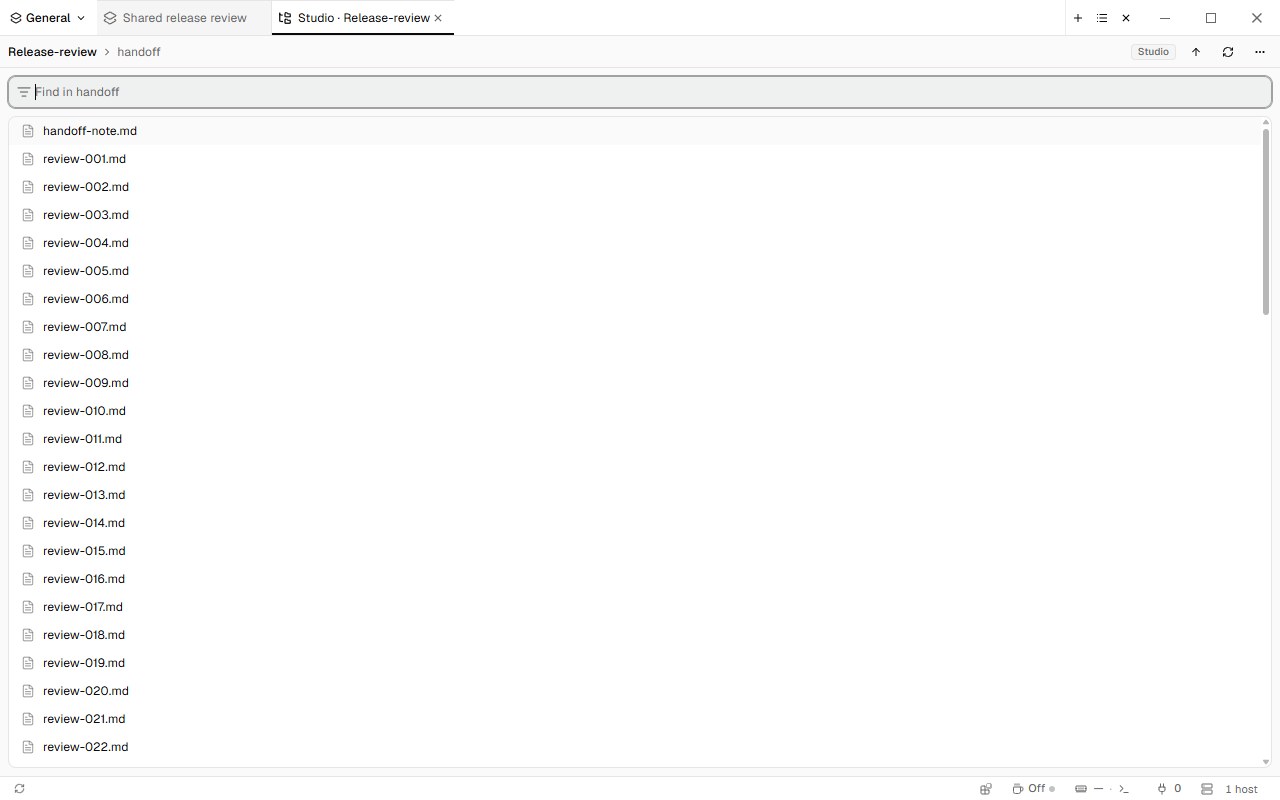 General
Shared release review
Studio · Release-review
Release-review > handoff
Studio
Find in handoff
handoff-note.md
review-001.md
review-002.md
review-003.md
review-004.md
review-005.md
review-006.md
review-007.md
review-008.md
review-009.md
review-010.md
review-011.md
review-012.md
review-013.md
review-014.md
review-015.md
review-016.md
review-017.md
review-018.md
review-019.md
review-020.md
review-021.md
review-022.md
Off
— ·
0
1 host